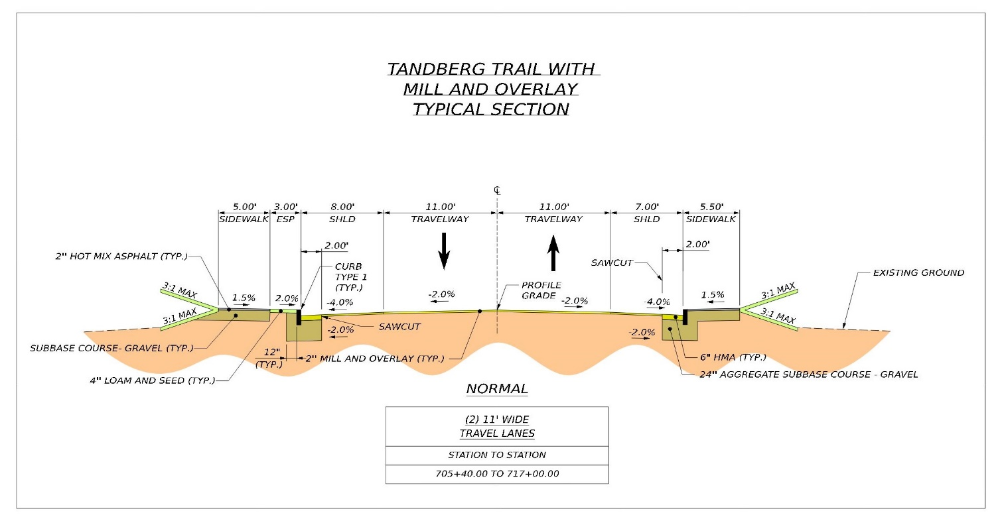 TANDBERG TRAIL WITH
MILL AND OVERLAY
TYPICAL SECTION
℄
5.00' 3.00' 8.00' 11.00' 11.00' 7.00' 5.50'
SIDEWALK ESP SHLD TRAVELWAY TRAVELWAY SHLD SIDEWALK
2.00' 2.00'
2" HOT MIX ASPHALT (TYP.)
CURB
TYPE 1
(TYP.)
SAWCUT
EXISTING GROUND
PROFILE
GRADE
3:1 MAX
1.5% 2.0% -4.0% -2.0% -2.0% -4.0% 1.5%
3:1 MAX
3:1 MAX
3:1 MAX
-2.0%
SAWCUT
-2.0%
SUBBASE COURSE- GRAVEL (TYP.)
12"
(TYP.)
2" MILL AND OVERLAY (TYP.)
6" HMA (TYP.)
4" LOAM AND SEED (TYP.)
24" AGGREGATE SUBBASE COURSE - GRAVEL
NORMAL
(2) 11' WIDE
TRAVEL LANES
STATION TO STATION
705+40.00 TO 717+00.00